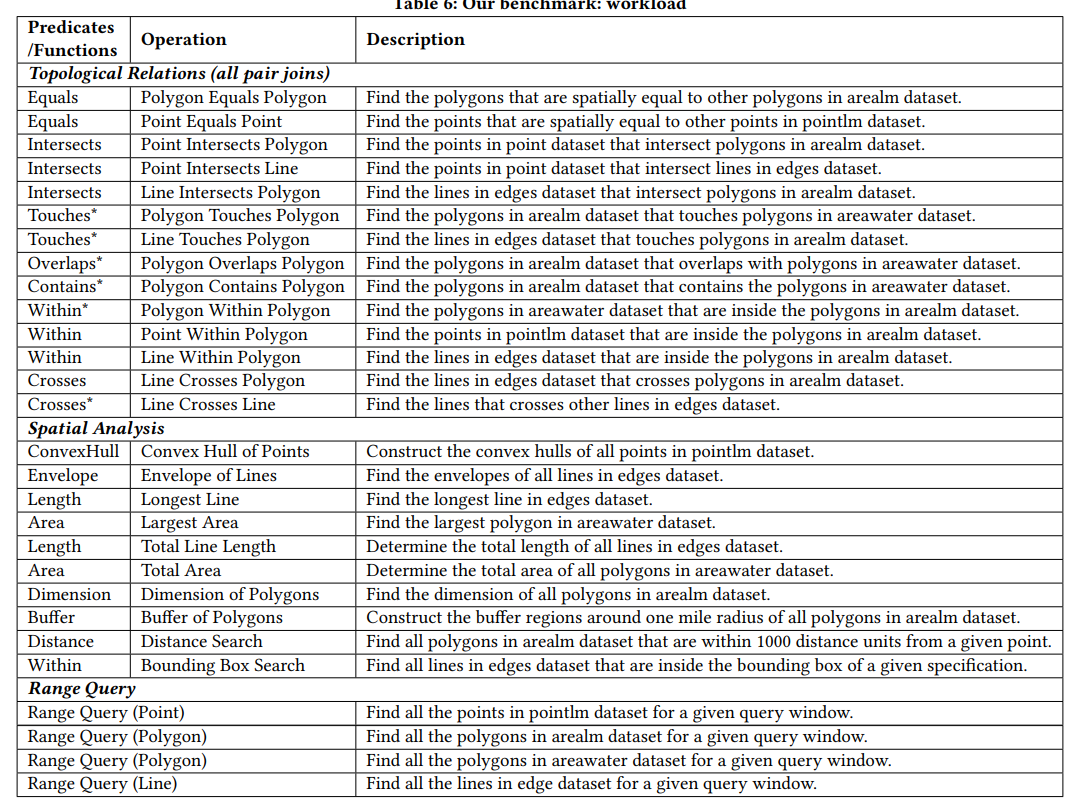 Table 6: Our benchmark: workload
Predicates /Functions Operation Description
Topological Relations (all pair joins)
Equals Polygon Equals Polygon Find the polygons that are spatially equal to other polygons in arealm dataset.
Equals Point Equals Point Find the points that are spatially equal to other points in pointlm dataset.
Intersects Point Intersects Polygon Find the points in point dataset that intersect polygons in arealm dataset.
Intersects Point Intersects Line Find the points in point dataset that intersect lines in edges dataset.
Intersects Line Intersects Polygon Find the lines in edges dataset that intersect polygons in arealm dataset.
Touches* Polygon Touches Polygon Find the polygons in arealm dataset that touches polygons in areawater dataset.
Touches* Line Touches Polygon Find the lines in edges dataset that touches polygons in arealm dataset.
Overlaps* Polygon Overlaps Polygon Find the polygons in arealm dataset that overlaps with polygons in areawater dataset.
Contains* Polygon Contains Polygon Find the polygons in arealm dataset that contains the polygons in areawater dataset.
Within* Polygon Within Polygon Find the polygons in areawater dataset that are inside the polygons in arealm dataset.
Within Point Within Polygon Find the points in pointlm dataset that are inside the polygons in arealm dataset.
Within Line Within Polygon Find the lines in edges dataset that are inside the polygons in arealm dataset.
Crosses Line Crosses Polygon Find the lines in edges dataset that crosses polygons in arealm dataset.
Crosses* Line Crosses Line Find the lines that crosses other lines in edges dataset.
Spatial Analysis
ConvexHull Convex Hull of Points Construct the convex hulls of all points in pointlm dataset.
Envelope Envelope of Lines Find the envelopes of all lines in edges dataset.
Length Longest Line Find the longest line in edges dataset.
Area Largest Area Find the largest polygon in areawater dataset.
Length Total Line Length Determine the total length of all lines in edges dataset.
Area Total Area Determine the total area of all polygons in areawater dataset.
Dimension Dimension of Polygons Find the dimension of all polygons in arealm dataset.
Buffer Buffer of Polygons Construct the buffer regions around one mile radius of all polygons in arealm dataset.
Distance Distance Search Find all polygons in arealm dataset that are within 1000 distance units from a given point.
Within Bounding Box Search Find all lines in edges dataset that are inside the bounding box of a given specification.
Range Query
Range Query (Point) Find all the points in pointlm dataset for a given query window.
Range Query (Polygon) Find all the polygons in arealm dataset for a given query window.
Range Query (Polygon) Find all the polygons in areawater dataset for a given query window.
Range Query (Line) Find all the lines in edge dataset for a given query window.